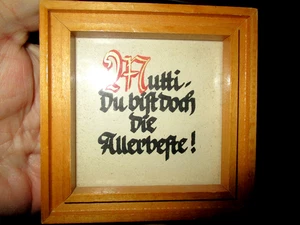 Mutti,
Du bist doch
die
Allerbeste!